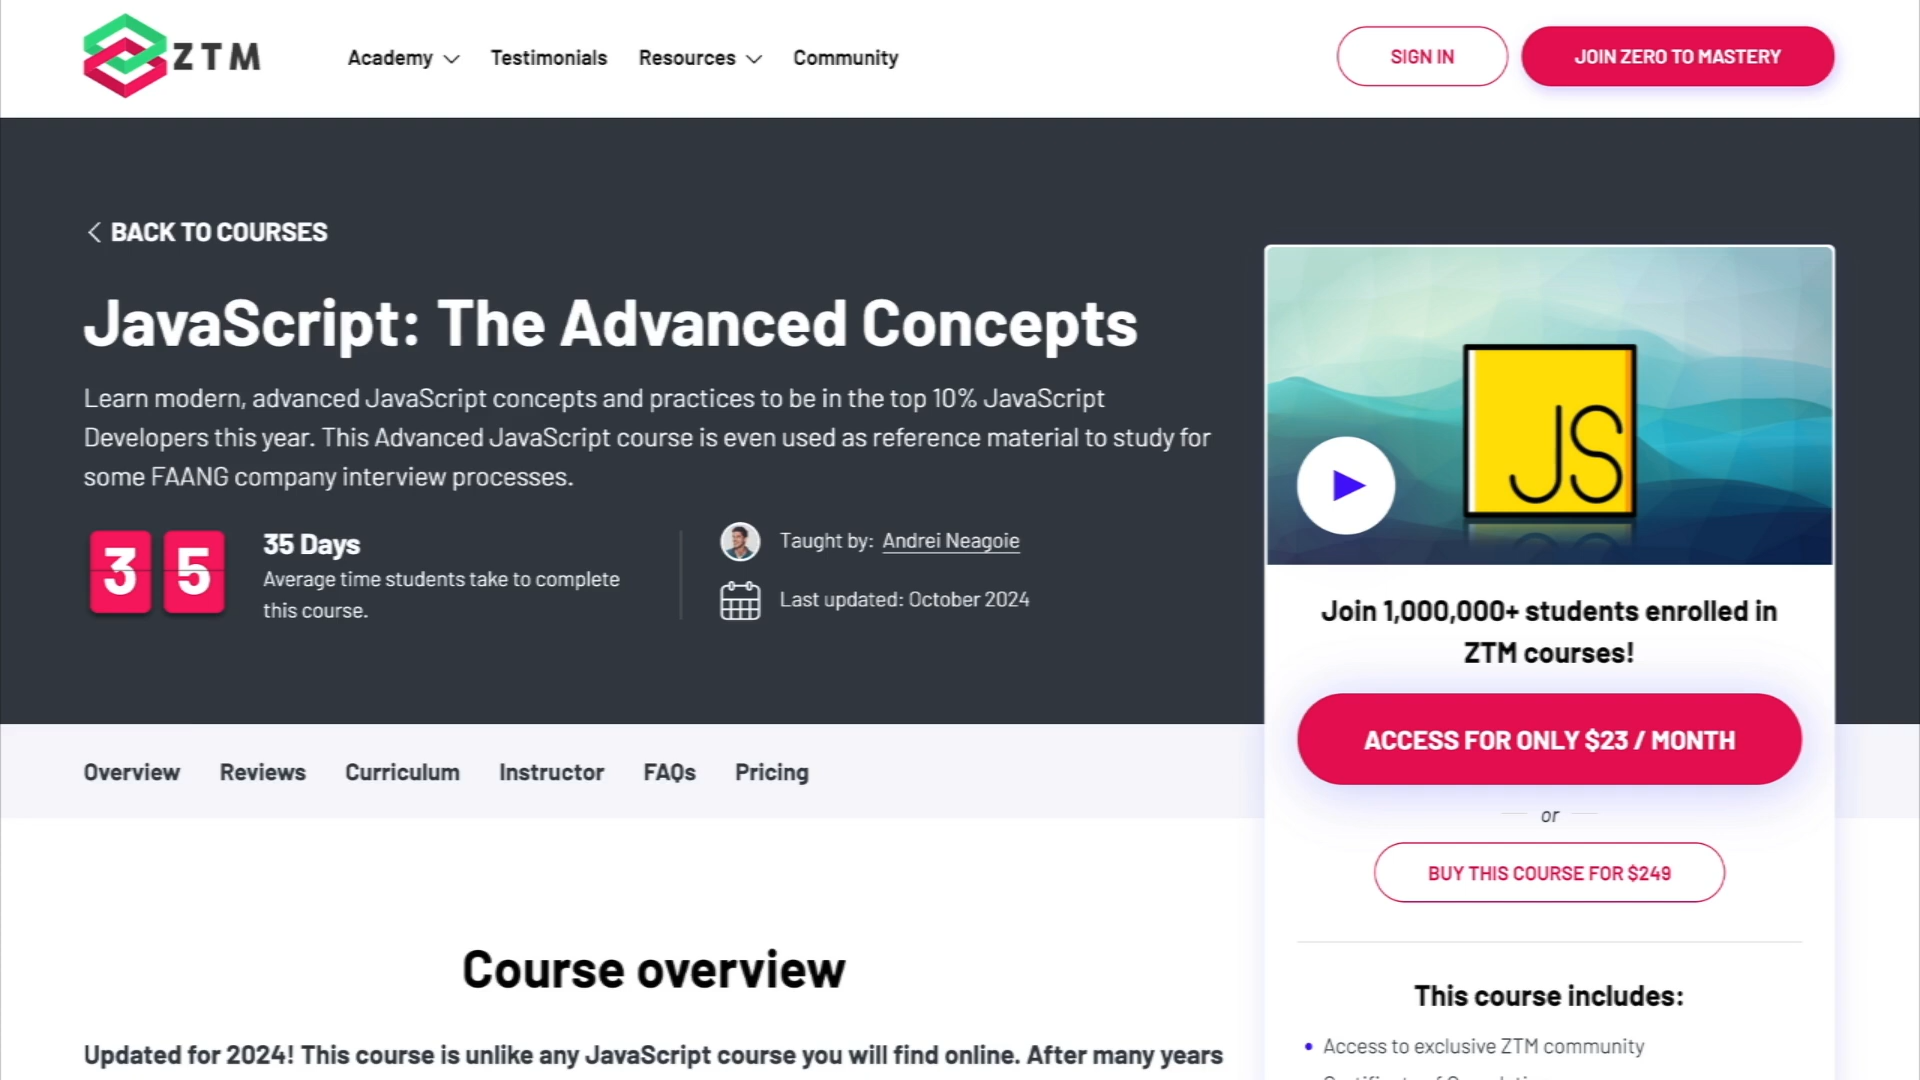 ZTM
Academy
Testimonials
Resources
Community
SIGN IN
JOIN ZERO TO MASTERY
BACK TO COURSES
JavaScript: The Advanced Concepts
Learn modern, advanced JavaScript concepts and practices to be in the top 10% JavaScript
Developers this year. This Advanced JavaScript course is even used as reference material to study for
some FAANG company interview processes.
35
35 Days
Average time students take to complete
this course.
Taught by: Andrei Neagoie
Last updated: October 2024
JS
Join 1,000,000+ students enrolled in
ZTM courses!
ACCESS FOR ONLY $23 / MONTH
or
BUY THIS COURSE FOR $249
This course includes:
Access to exclusive ZTM community
Overview
Reviews
Curriculum
Instructor
FAQs
Pricing
Course overview
Updated for 2024! This course is unlike any JavaScript course you will find online. After many years